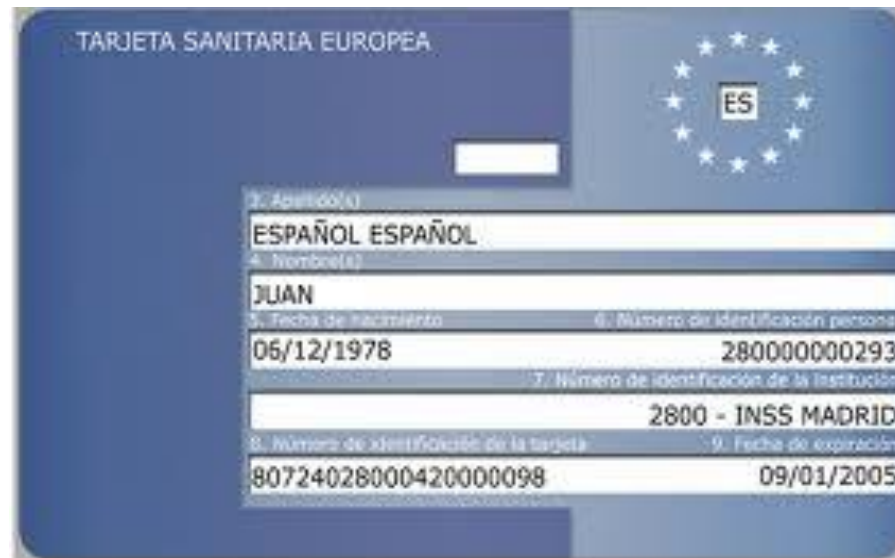 TARJETA SANITARIA EUROPEA
ES
3. Apellido(s)
ESPAÑOL ESPAÑOL
4. Nombre(s)
JUAN
5. Fecha de nacimiento 6. Número de identificación persona
06/12/1978 280000000293
7. Número de identificación de la institución
2800 - INSS MADRID
8. Número de identificación de la tarjeta 9. Fecha de expiración
80724028000420000098 09/01/2005